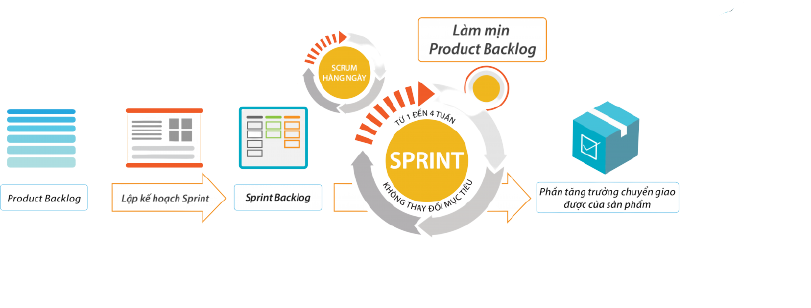 Làm mịn
Product Backlog
SCRUM
HÀNG NGÀY
TỪ 1 ĐẾN 4 TUẦN
SPRINT
KHÔNG THAY ĐỔI MỤC TIÊU
Product Backlog
Lập kế hoạch Sprint
Sprint Backlog
Phần tăng trưởng chuyển giao
được của sản phẩm